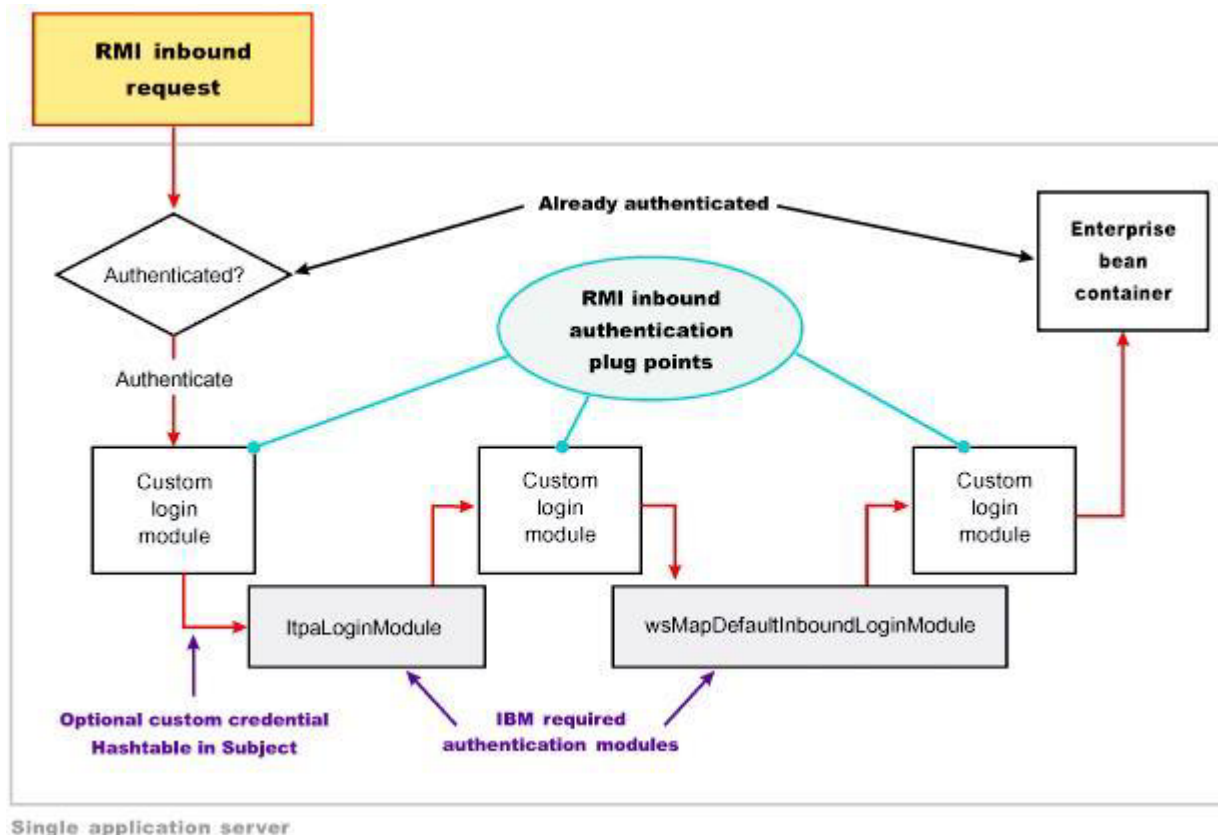 RMI inbound
request
Already authenticated
Enterprise
bean
container
Authenticated?
RMI inbound
authentication
plug points
Authenticate
Custom
login
module
Custom
login
module
Custom
login
module
ltpaLoginModule
wsMapDefaultInboundLoginModule
Optional custom credential
Hashtable in Subject
IBM required
authentication modules
Single application server